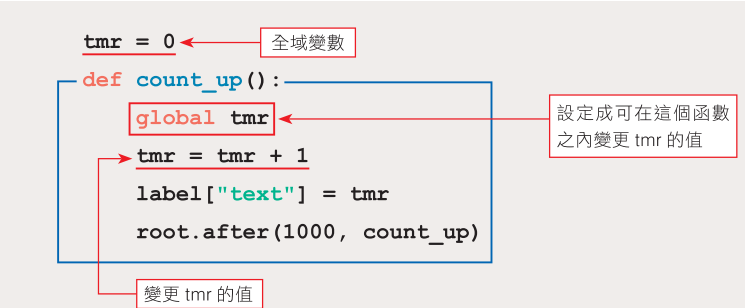 tmr = 0
全域變數
def count_up():
global tmr
設定成可在這個函數
之內變更 tmr 的值
tmr = tmr + 1
label["text"] = tmr
root.after(1000, count_up)
變更 tmr 的值